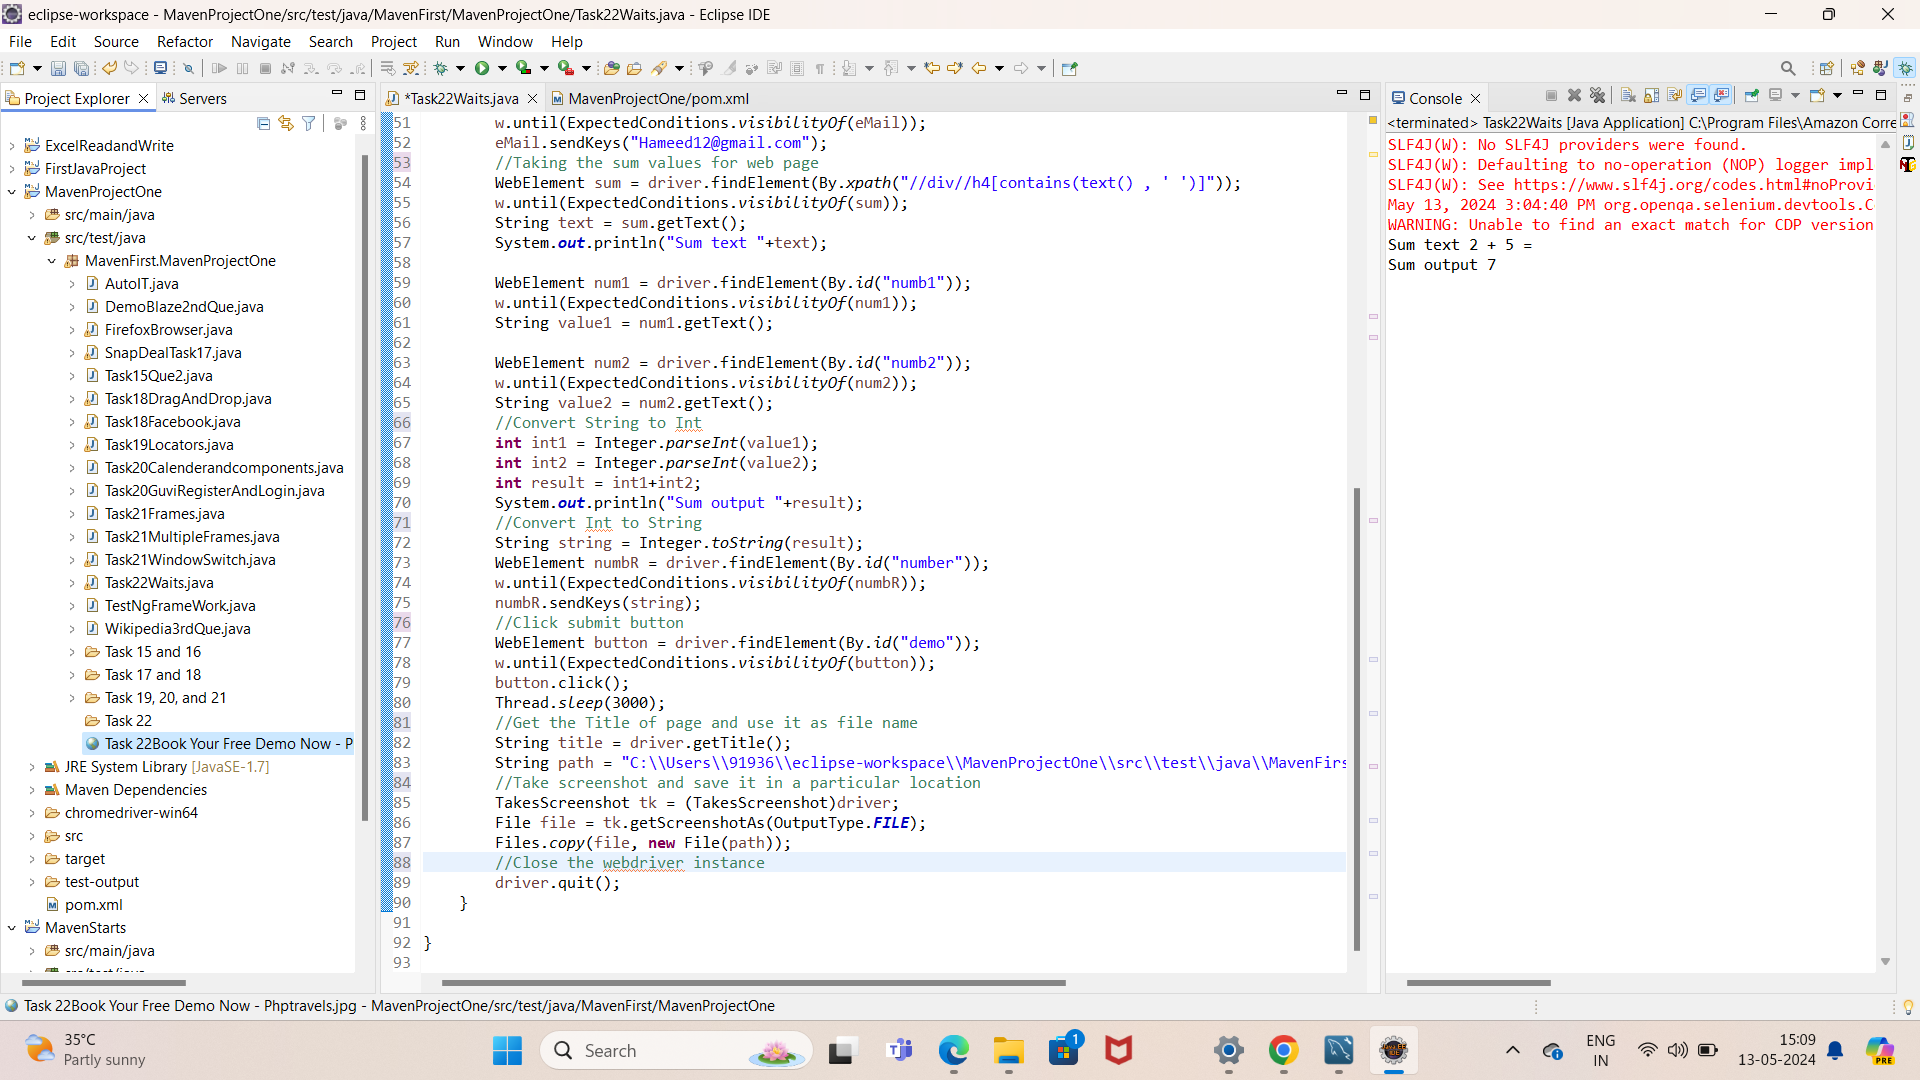 eclipse-workspace - MavenProjectOne/src/test/java/MavenFirst/MavenProjectOne/Task22Waits.java - Eclipse IDE
File Edit Source Refactor Navigate Search Project Run Window Help
Project Explorer
Servers
ExcelReadandWrite
FirstJavaProject
MavenProjectOne
src/main/java
src/test/java
MavenFirst.MavenProjectOne
AutoIT.java
DemoBlaze2ndQue.java
FirefoxBrowser.java
SnapDealTask17.java
Task15Que2.java
Task18DragAndDrop.java
Task18Facebook.java
Task19Locators.java
Task20Calenderandcomponents.java
Task20GuviRegisterAndLogin.java
Task21Frames.java
Task21MultipleFrames.java
Task21WindowSwitch.java
Task22Waits.java
TestNgFrameWork.java
Wikipedia3rdQue.java
Task 15 and 16
Task 17 and 18
Task 19, 20, and 21
Task 22
Task 22Book Your Free Demo Now - P
JRE System Library [JavaSE-1.7]
Maven Dependencies
chromedriver-win64
src
target
test-output
pom.xml
MavenStarts
src/main/java
*Task22Waits.java
MavenProjectOne/pom.xml
51 w.until(ExpectedConditions.visibilityOf(eMail));
52 eMail.sendKeys("Hameed12@gmail.com");
53 //Taking the sum values for web page
54 WebElement sum = driver.findElement(By.xpath("//div//h4[contains(text() , ' ')]"));
55 w.until(ExpectedConditions.visibilityOf(sum));
56 String text = sum.getText();
57 System.out.println("Sum text "+text);
58
59 WebElement num1 = driver.findElement(By.id("numb1"));
60 w.until(ExpectedConditions.visibilityOf(num1));
61 String value1 = num1.getText();
62
63 WebElement num2 = driver.findElement(By.id("numb2"));
64 w.until(ExpectedConditions.visibilityOf(num2));
65 String value2 = num2.getText();
66 //Convert String to Int
67 int int1 = Integer.parseInt(value1);
68 int int2 = Integer.parseInt(value2);
69 int result = int1+int2;
70 System.out.println("Sum output "+result);
71 //Convert Int to String
72 String string = Integer.toString(result);
73 WebElement numbR = driver.findElement(By.id("number"));
74 w.until(ExpectedConditions.visibilityOf(numbR));
75 numbR.sendKeys(string);
76 //Click submit button
77 WebElement button = driver.findElement(By.id("demo"));
78 w.until(ExpectedConditions.visibilityOf(button));
79 button.click();
80 Thread.sleep(3000);
81 //Get the Title of page and use it as file name
82 String title = driver.getTitle();
83 String path = "C:\\Users\\91936\\eclipse-workspace\\MavenProjectOne\\src\\test\\java\\MavenFirs
84 //Take screenshot and save it in a particular location
85 TakesScreenshot tk = (TakesScreenshot)driver;
86 File file = tk.getScreenshotAs(OutputType.FILE);
87 Files.copy(file, new File(path));
88 //Close the webdriver instance
89 driver.quit();
90 }
91
92 }
93
Console
<terminated> Task22Waits [Java Application] C:\Program Files\Amazon Corre
SLF4J(W): No SLF4J providers were found.
SLF4J(W): Defaulting to no-operation (NOP) logger impl
SLF4J(W): See https://www.slf4j.org/codes.html#noProvi
May 13, 2024 3:04:40 PM org.openqa.selenium.devtools.C
WARNING: Unable to find an exact match for CDP version
Sum text 2 + 5 =
Sum output 7
Task 22Book Your Free Demo Now - Phptravels.jpg - MavenProjectOne/src/test/java/MavenFirst/MavenProjectOne
35°C
Partly sunny
Search
1
ENG
IN
15:09
13-05-2024
PRE